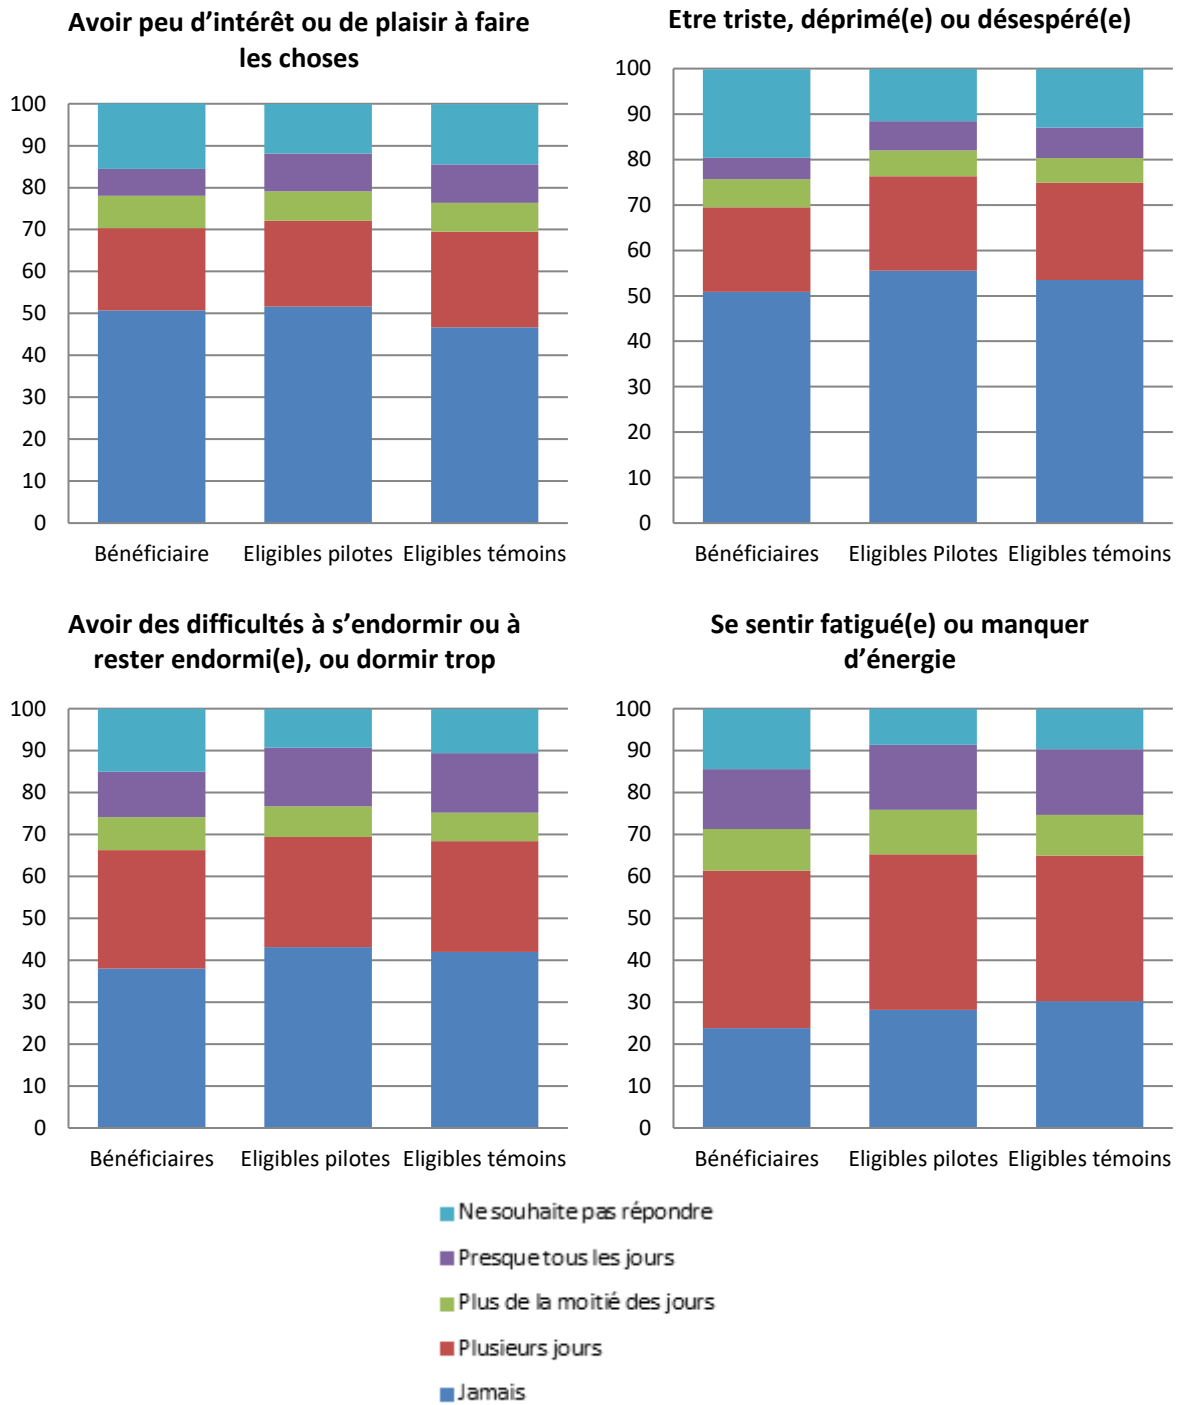 Avoir peu d'intérêt ou de plaisir à faire
les choses
100
90
80
70
60
50
40
30
20
10
0
Bénéficiaire Eligibles pilotes Eligibles témoins
Etre triste, déprimé(e) ou désespéré(e)
100
90
80
70
60
50
40
30
20
10
0
Bénéficiaires Eligibles Pilotes Eligibles témoins
Avoir des difficultés à s'endormir ou à
rester endormi(e), ou dormir trop
100
90
80
70
60
50
40
30
20
10
0
Bénéficiaires Eligibles pilotes Eligibles témoins
Se sentir fatigué(e) ou manquer
d'énergie
100
90
80
70
60
50
40
30
20
10
0
Bénéficiaires Eligibles pilotes Eligibles témoins
Ne souhaite pas répondre
Presque tous les jours
Plus de la moitié des jours
Plusieurs jours
Jamais